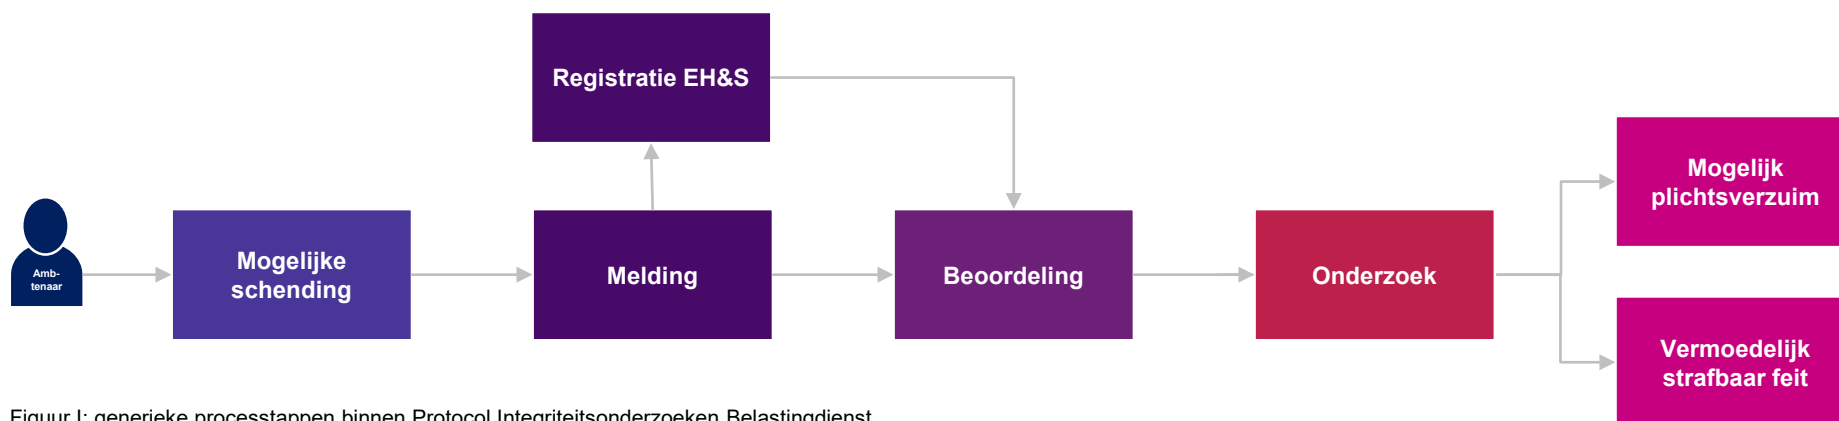 Registratie EH&S
Mogelijk
plichtsverzuim
Amb-
tenaar
Mogelijke
schending
Melding
Beoordeling
Onderzoek
Vermoedelijk
strafbaar feit
Figuur I: generieke processtappen binnen Protocol Integriteitsonderzoeken Belastingdienst